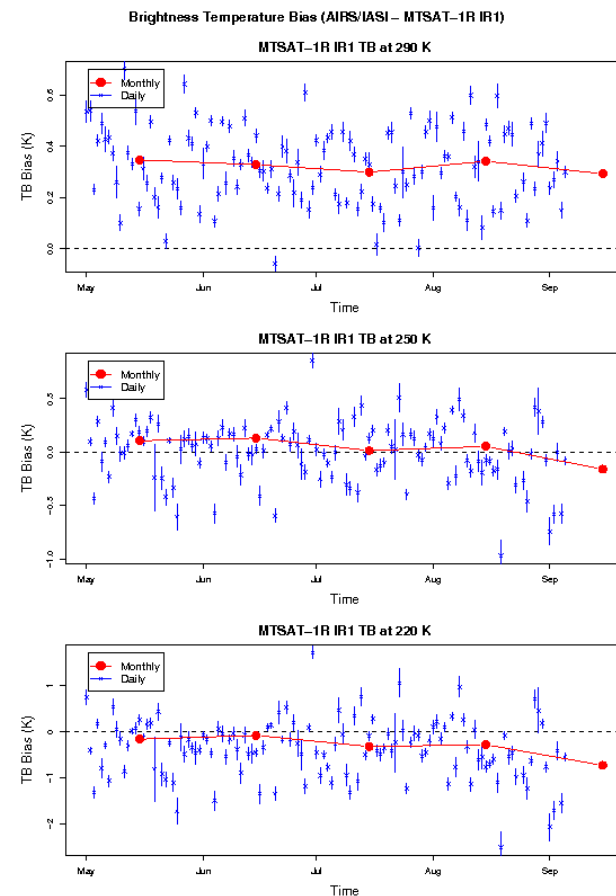 Brightness Temperature Bias (AIRS/IASI – MTSAT–1R IR1)
MTSAT–1R IR1 TB at 290 K
Monthly
Daily
TB Bias (K)
0.6
0.4
0.2
0.0
May Jun Jul Aug Sep
Time
MTSAT–1R IR1 TB at 250 K
Monthly
Daily
TB Bias (K)
0.5
0.0
–0.5
–1.0
May Jun Jul Aug Sep
Time
MTSAT–1R IR1 TB at 220 K
Monthly
Daily
TB Bias (K)
1
0
–1
–2
May Jun Jul Aug Sep
Time